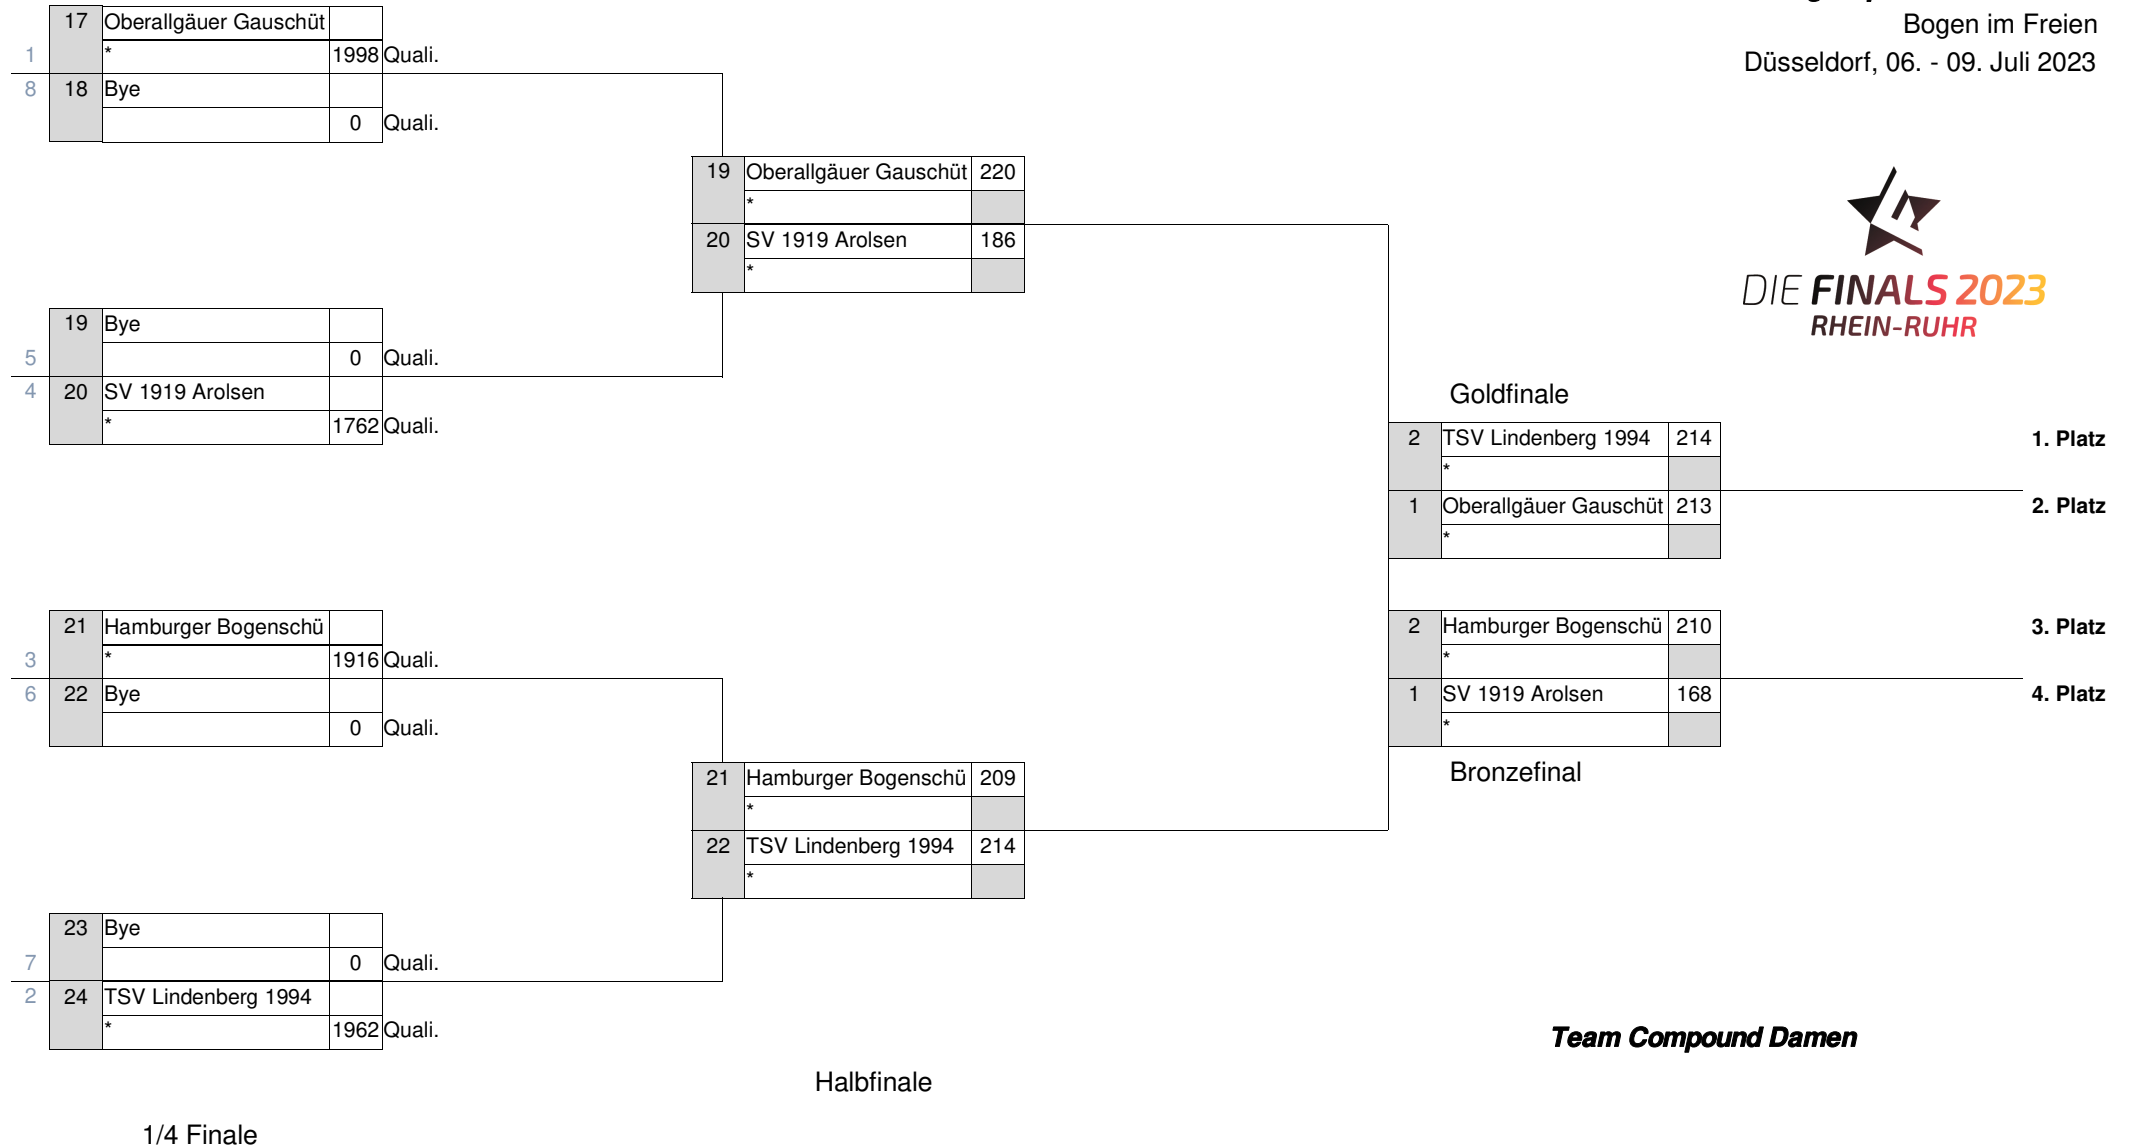 17 Oberallgäuer Gauschüt
1 * 1998 Quali.
8 18 Bye
0 Quali.
Bogen im Freien
Düsseldorf, 06. - 09. Juli 2023
19 Oberallgäuer Gauschüt 220
*
20 SV 1919 Arolsen 186
*
DIE FINALS 2023
RHEIN-RUHR
19 Bye
5 0 Quali.
4 20 SV 1919 Arolsen
* 1762 Quali.
Goldfinale
2 TSV Lindenberg 1994 214 1. Platz
*
1 Oberallgäuer Gauschüt 213 2. Platz
*
21 Hamburger Bogenschü
3 * 1916 Quali.
6 22 Bye
0 Quali.
2 Hamburger Bogenschü 210 3. Platz
*
1 SV 1919 Arolsen 168 4. Platz
*
Bronzefinal
21 Hamburger Bogenschü 209
*
22 TSV Lindenberg 1994 214
*
23 Bye
7 0 Quali.
2 24 TSV Lindenberg 1994
* 1962 Quali.
Team Compound Damen
Halbfinale
1/4 Finale